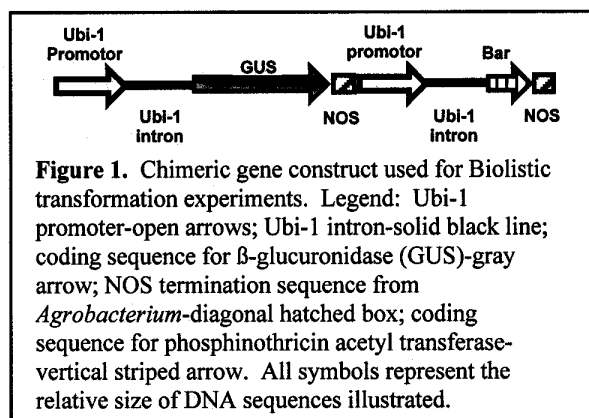 Ubi-1
Promotor
GUS
Ubi-1
promotor
Bar
Ubi-1
intron
NOS
Ubi-1
intron
NOS
Figure 1. Chimeric gene construct used for Biolistic
transformation experiments. Legend: Ubi-1
promoter-open arrows; Ubi-1 intron-solid black line;
coding sequence for ß-glucuronidase (GUS)-gray
arrow; NOS termination sequence from
Agrobacterium-diagonal hatched box; coding
sequence for phosphinothricin acetyl transferase-
vertical striped arrow. All symbols represent the
relative size of DNA sequences illustrated.